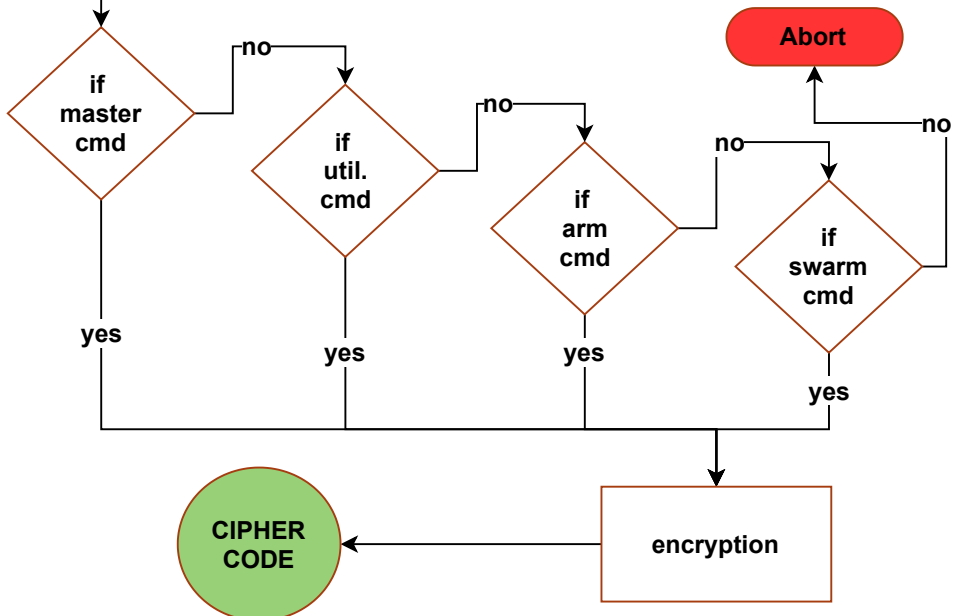 if
master
cmd
no
if
util.
cmd
no
if
arm
cmd
no
if
swarm
cmd
no
Abort
yes
yes
yes
yes
encryption
CIPHER
CODE